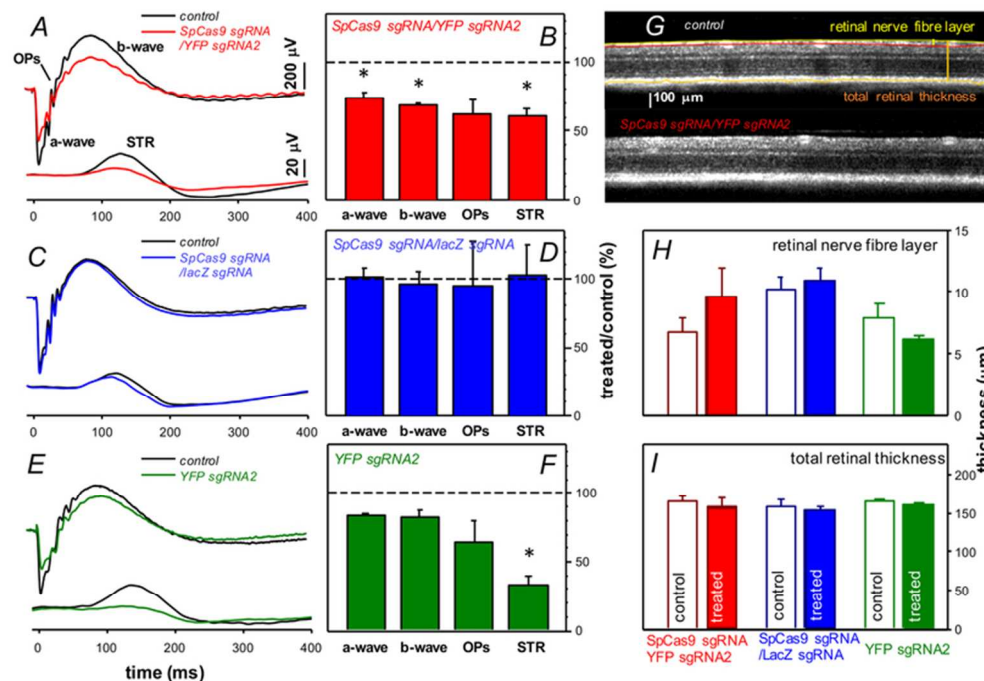 A
control
SpCas9 sgRNA
/YFP sgRNA2
OPs
b-wave
a-wave
STR
200 μV
20 μV
0 100 200 300 400
B
SpCas9 sgRNA/YFP sgRNA2
* * *
100
50
0
a-wave b-wave OPs STR
C
control
SpCas9 sgRNA
/lacZ sgRNA
0 100 200 300 400
D
SpCas9 sgRNA/lacZ sgRNA
100
50
0
a-wave b-wave OPs STR
treated/control (%)
E
control
YFP sgRNA2
0 100 200 300 400
time (ms)
F
YFP sgRNA2
*
100
50
0
a-wave b-wave OPs STR
G
control
retinal nerve fibre layer
100 μm
total retinal thickness
SpCas9 sgRNA/YFP sgRNA2
H
retinal nerve fibre layer
15
10
5
0
thickness (μm)
I
total retinal thickness
200
150
100
50
0
control treated control treated control treated
SpCas9 sgRNA
YFP sgRNA2
SpCas9 sgRNA
/LacZ sgRNA
YFP sgRNA2